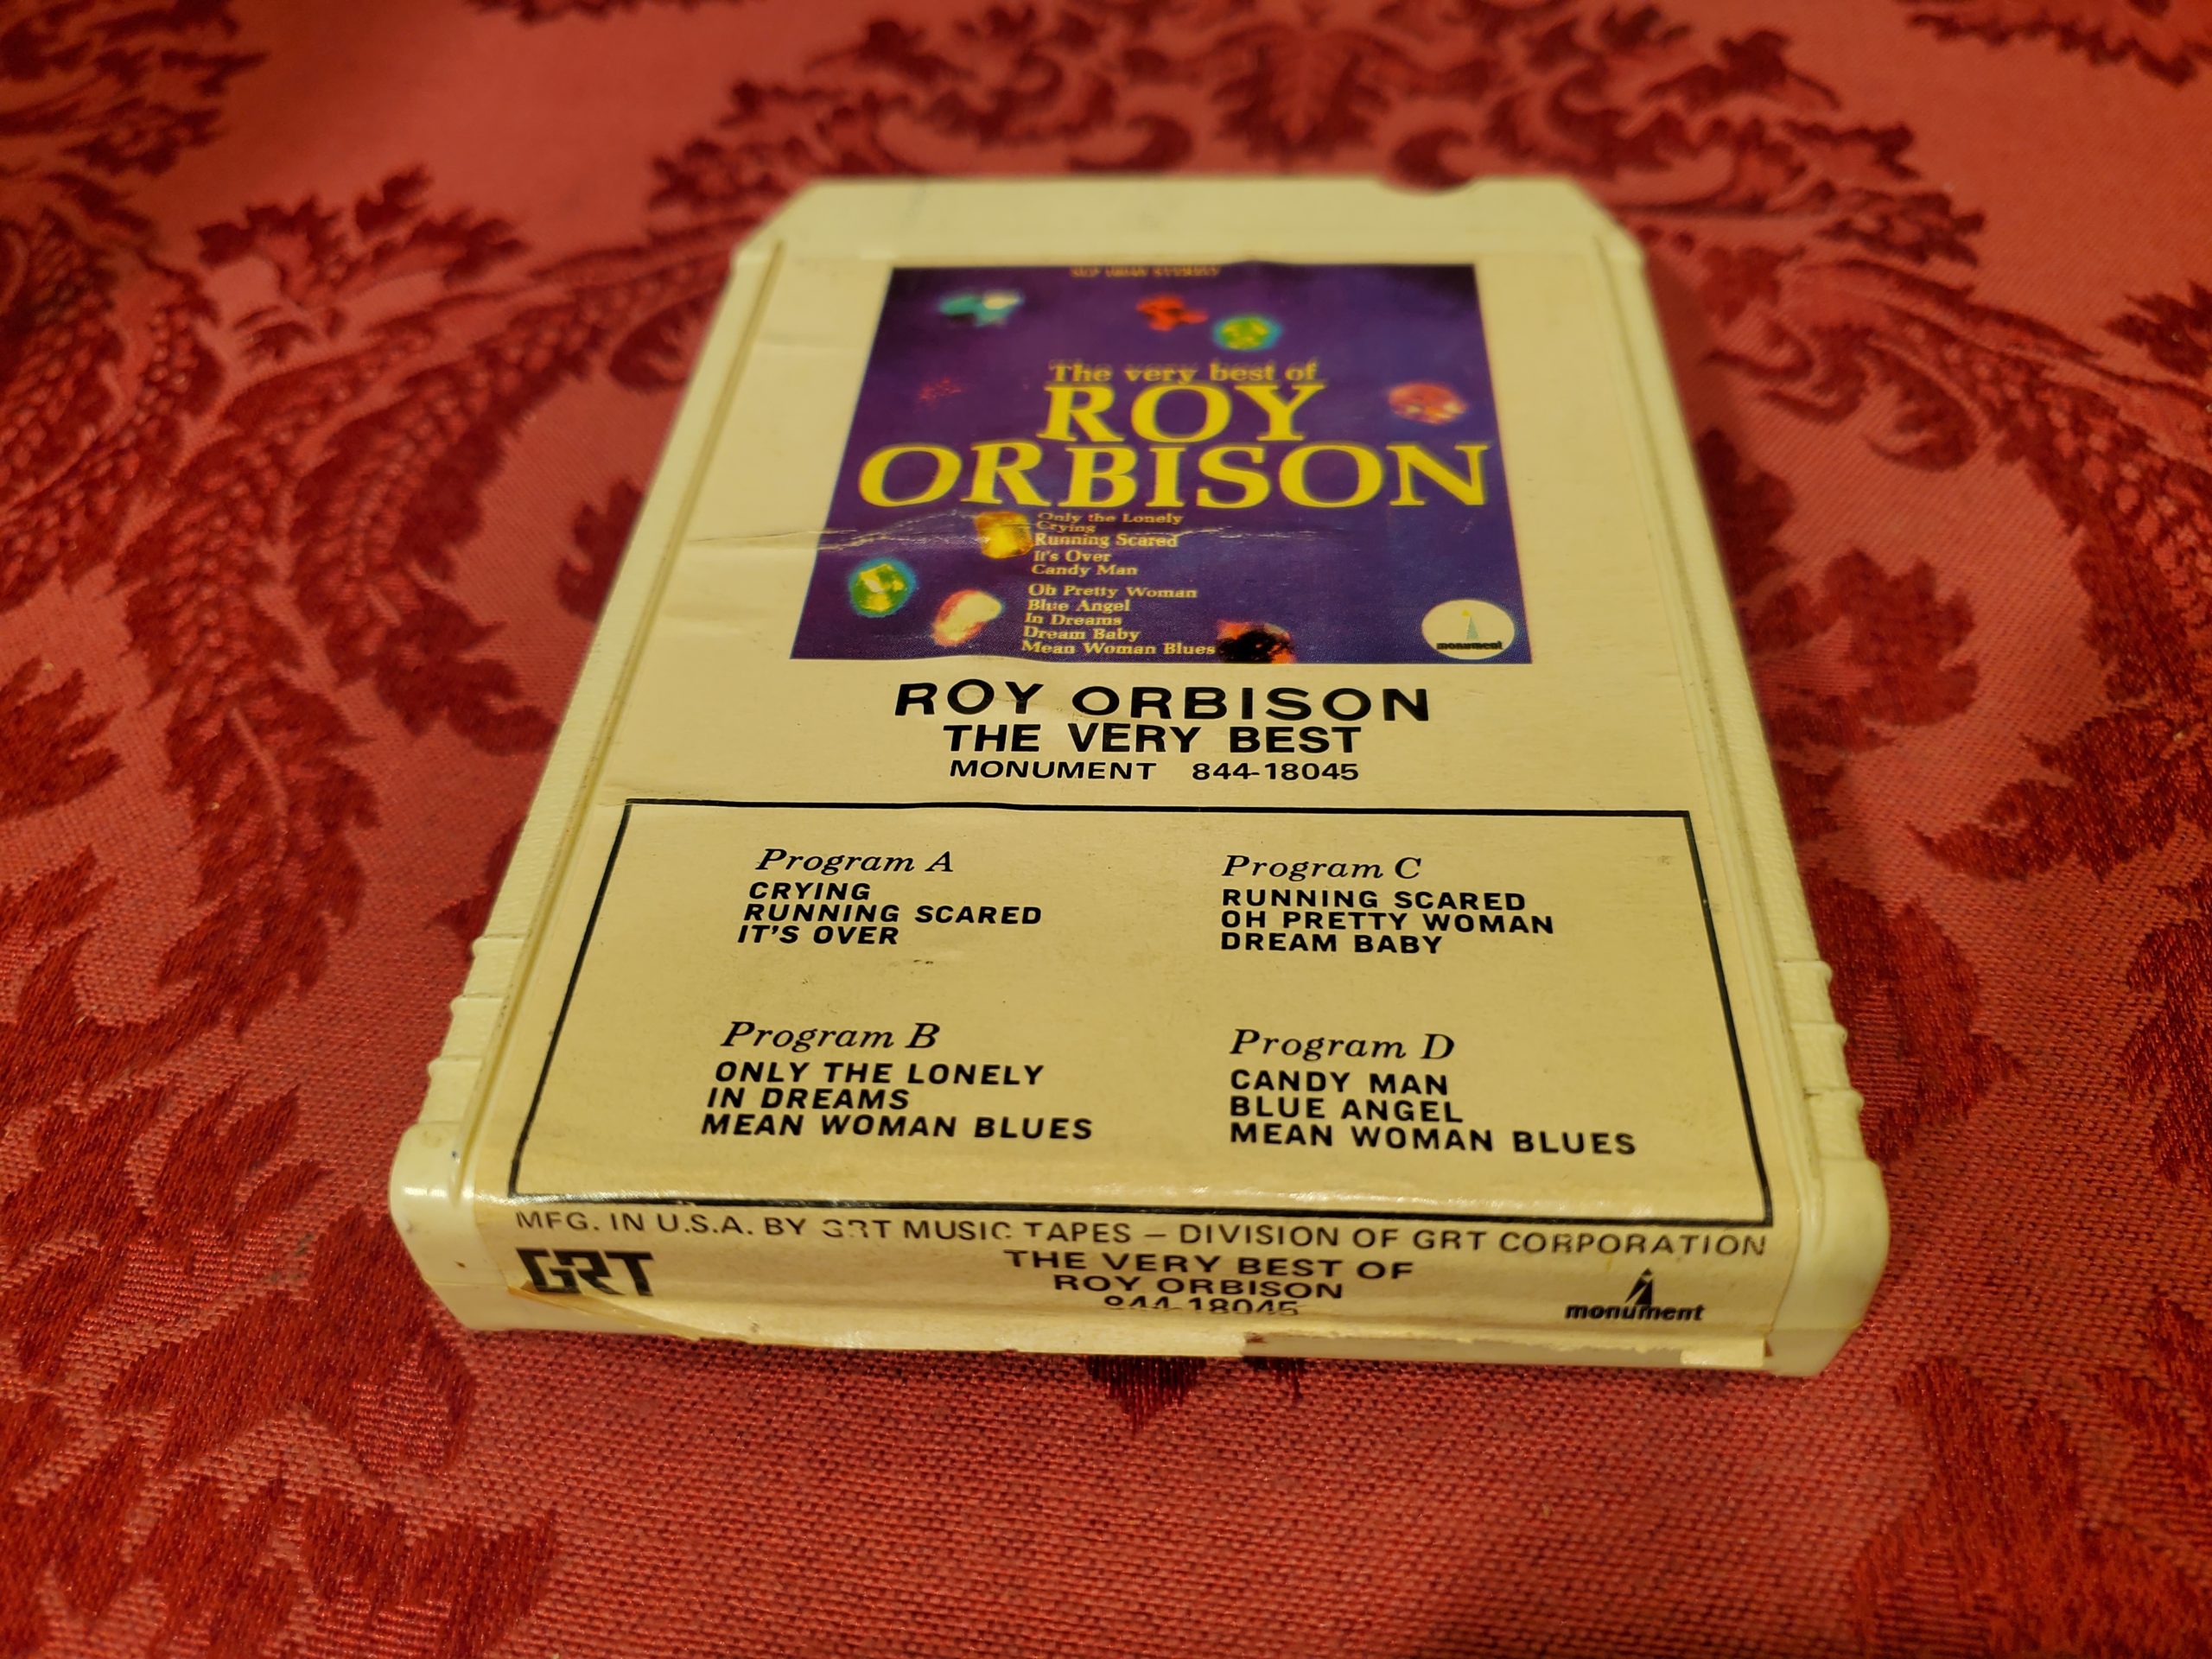 The very best of
ROY
ORBISON
Only the Lonely
Crying
Running Scared
It's Over
Candy Man
Oh Pretty Woman
Blue Angel
In Dreams
Dream Baby
Mean Woman Blues
monument
ROY ORBISON
THE VERY BEST
MONUMENT 844-18045
Program A
CRYING
RUNNING SCARED
IT'S OVER
Program B
ONLY THE LONELY
IN DREAMS
MEAN WOMAN BLUES
Program C
RUNNING SCARED
OH PRETTY WOMAN
DREAM BABY
Program D
CANDY MAN
BLUE ANGEL
MEAN WOMAN BLUES
MFG. IN U.S.A. BY GRT MUSIC TAPES – DIVISION OF GRT CORPORATION
GRT
THE VERY BEST OF
ROY ORBISON
844-18045
monument